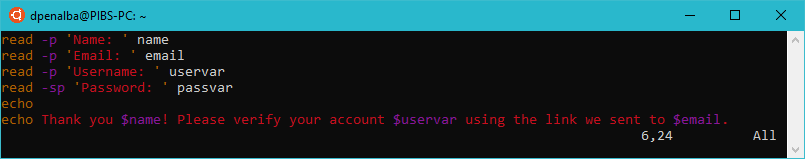 dpenalba@PIBS-PC: ~
read -p 'Name: ' name
read -p 'Email: ' email
read -p 'Username: ' uservar
read -sp 'Password: ' passvar
echo
echo Thank you $name! Please verify your account $uservar using the link we sent to $email.
6,24 All